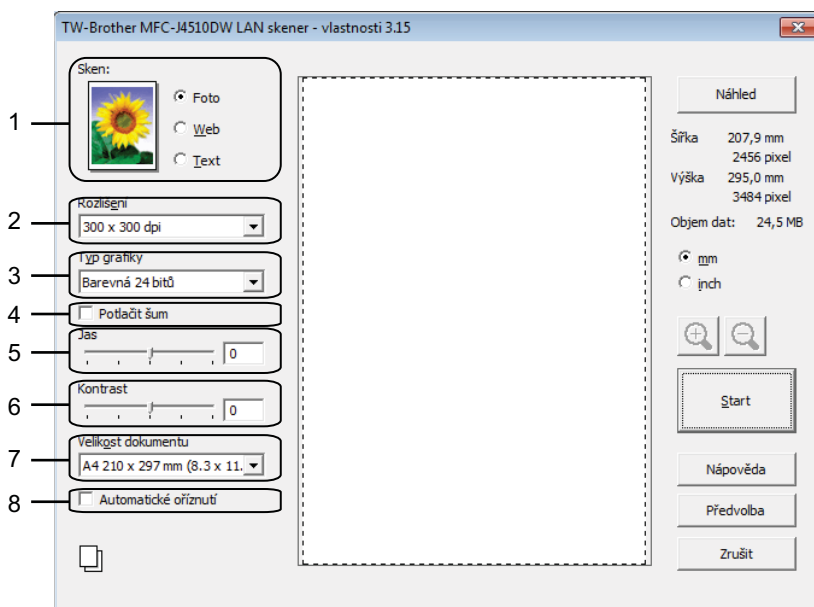 TW-Brother MFC-J4510DW LAN skener - vlastnosti 3.15
1
Sken:
Foto
Web
Text
2
Rozlišení
300 x 300 dpi
3
Typ grafiky
Barevná 24 bitů
4
Potlačit šum
5
Jas
0
6
Kontrast
0
7
Velikost dokumentu
A4 210 x 297 mm (8.3 x 11.
8
Automatické oříznutí
Náhled
Šířka 207,9 mm
2456 pixel
Výška 295,0 mm
3484 pixel
Objem dat: 24,5 MB
mm
inch
Start
Nápověda
Předvolba
Zrušit